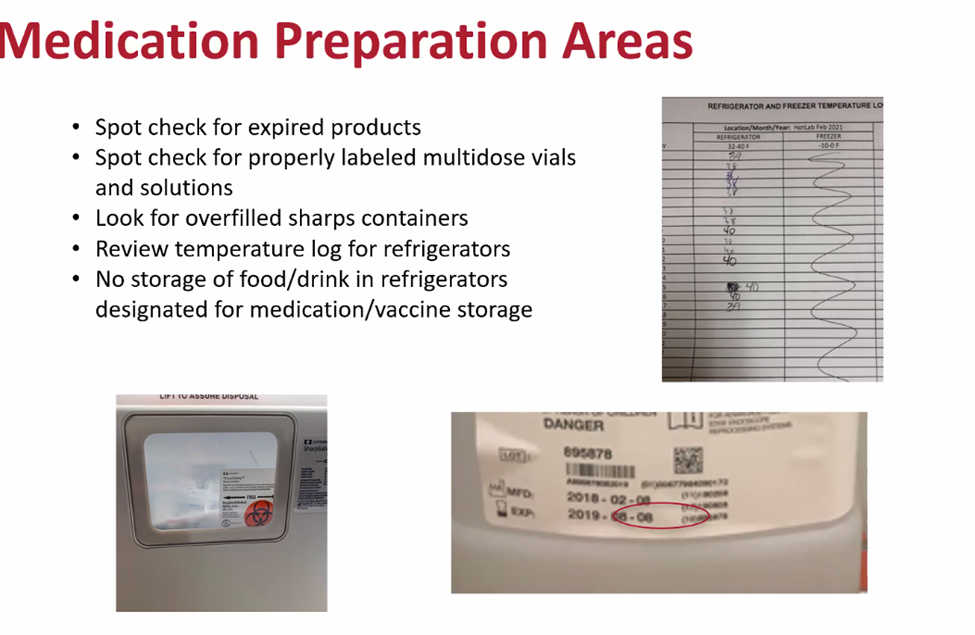 Medication Preparation Areas
• Spot check for expired products
• Spot check for properly labeled multidose vials
and solutions
• Look for overfilled sharps containers
• Review temperature log for refrigerators
• No storage of food/drink in refrigerators
designated for medication/vaccine storage
REFRIGERATOR AND FREEZER TEMPERATURE LO
Location/Month/Year: HotLab Feb 2021
REFRIGERATOR FREEZER
32-40 F -10-0 F
39
38
38
38
38
40
40
40
40
40
39
LIFT TO ASSURE DISPOSAL
SharpSafe
FULL
DANGER
LOT: 895878
MFD: 2018-02-08
EXP: 2019-08-08